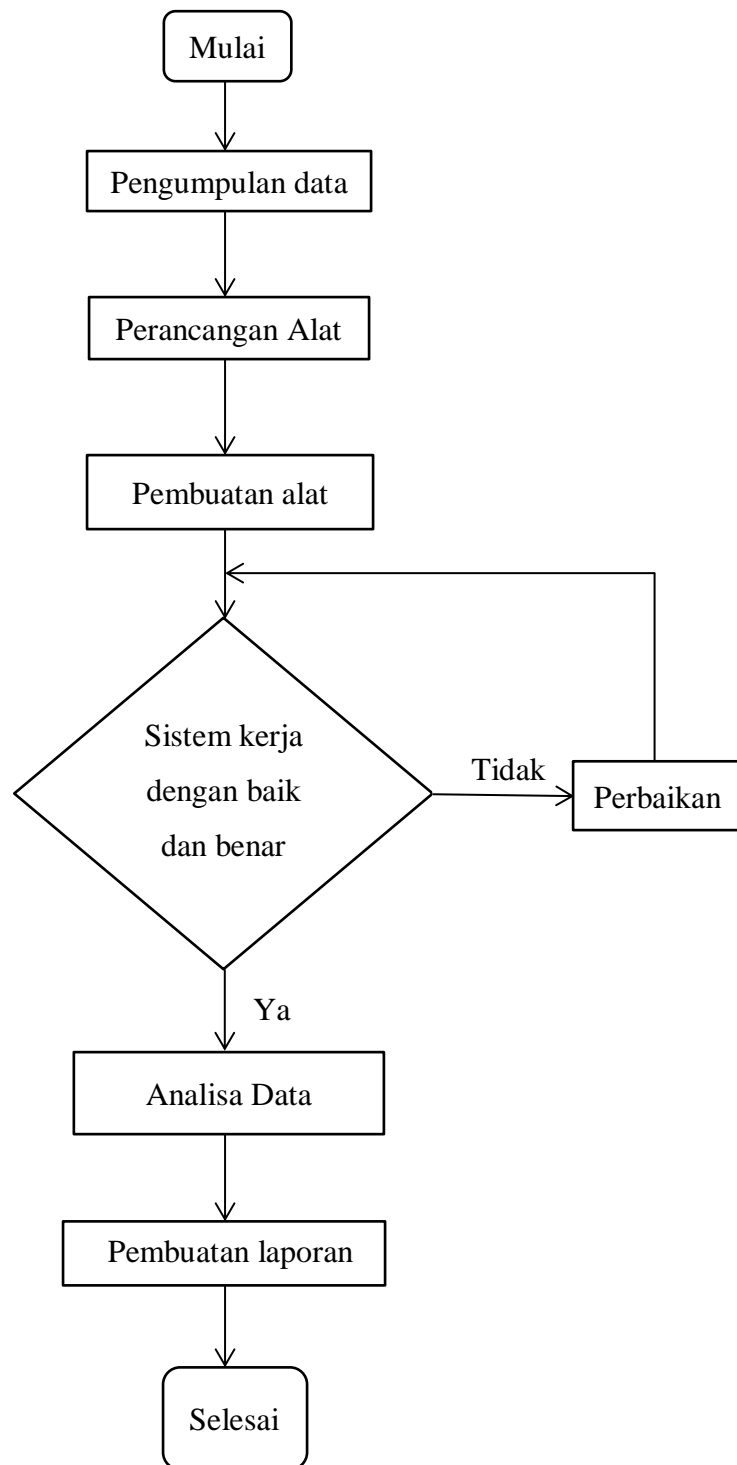 Mulai
Pengumpulan data
Perancangan Alat
Pembuatan alat
Sistem kerja
dengan baik
dan benar
Tidak
Perbaikan
Ya
Analisa Data
Pembuatan laporan
Selesai